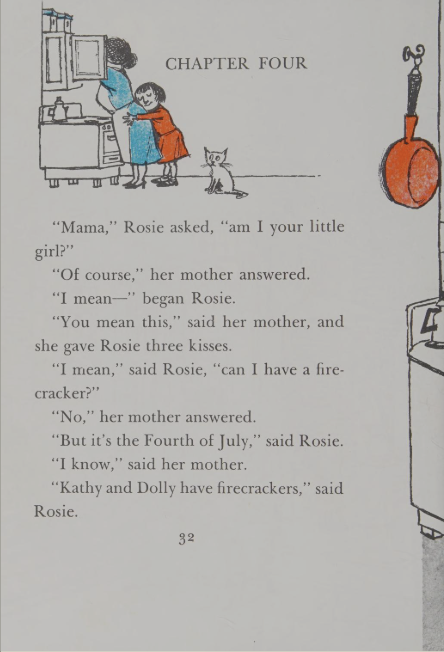 CHAPTER FOUR
"Mama," Rosie asked, "am I your little
girl?"
"Of course," her mother answered.
"I mean—" began Rosie.
"You mean this," said her mother, and
she gave Rosie three kisses.
"I mean," said Rosie, "can I have a fire-
cracker?"
"No," her mother answered.
"But it's the Fourth of July," said Rosie.
"I know," said her mother.
"Kathy and Dolly have firecrackers," said
Rosie.
32